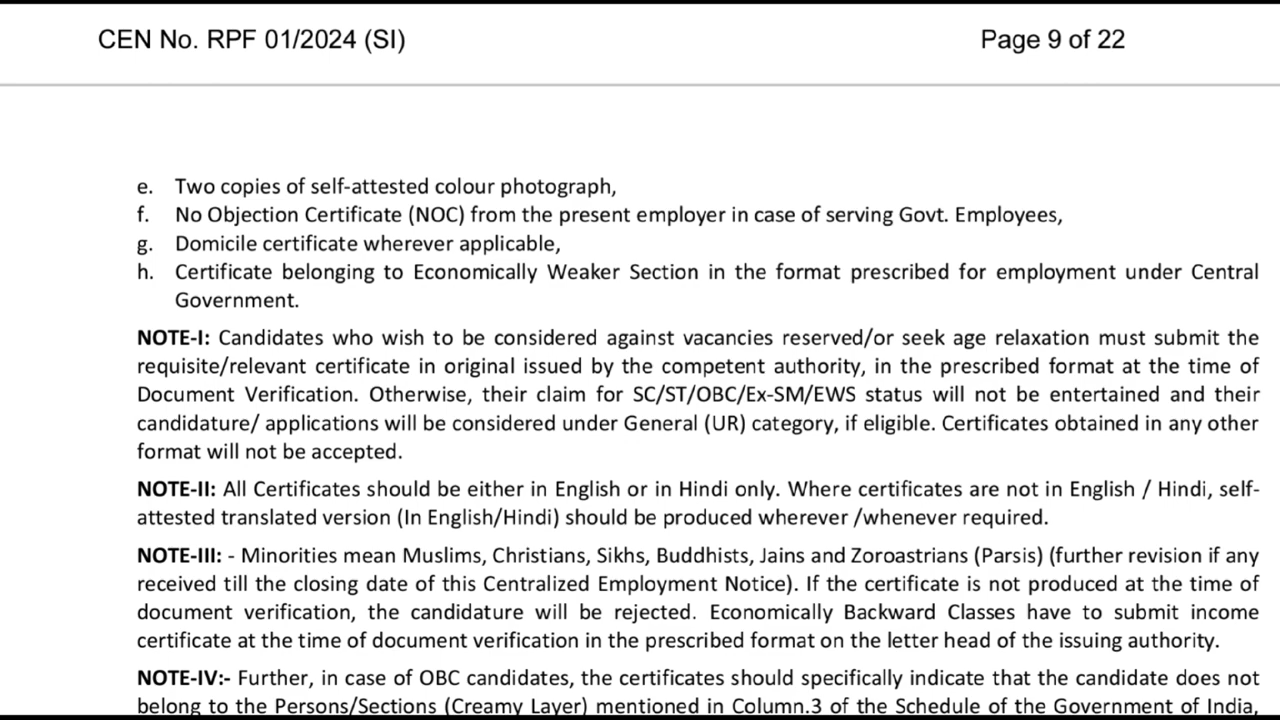 CEN No. RPF 01/2024 (SI) Page 9 of 22
e. Two copies of self-attested colour photograph,
f. No Objection Certificate (NOC) from the present employer in case of serving Govt. Employees,
g. Domicile certificate wherever applicable,
h. Certificate belonging to Economically Weaker Section in the format prescribed for employment under Central
Government.
NOTE-I: Candidates who wish to be considered against vacancies reserved/or seek age relaxation must submit the
requisite/relevant certificate in original issued by the competent authority, in the prescribed format at the time of
Document Verification. Otherwise, their claim for SC/ST/OBC/Ex-SM/EWS status will not be entertained and their
candidature/ applications will be considered under General (UR) category, if eligible. Certificates obtained in any other
format will not be accepted.
NOTE-II: All Certificates should be either in English or in Hindi only. Where certificates are not in English / Hindi, self-
attested translated version (In English/Hindi) should be produced wherever /whenever required.
NOTE-III: - Minorities mean Muslims, Christians, Sikhs, Buddhists, Jains and Zoroastrians (Parsis) (further revision if any
received till the closing date of this Centralized Employment Notice). If the certificate is not produced at the time of
document verification, the candidature will be rejected. Economically Backward Classes have to submit income
certificate at the time of document verification in the prescribed format on the letter head of the issuing authority.
NOTE-IV:- Further, in case of OBC candidates, the certificates should specifically indicate that the candidate does not
belong to the Persons/Sections (Creamy Layer) mentioned in Column.3 of the Schedule of the Government of India,